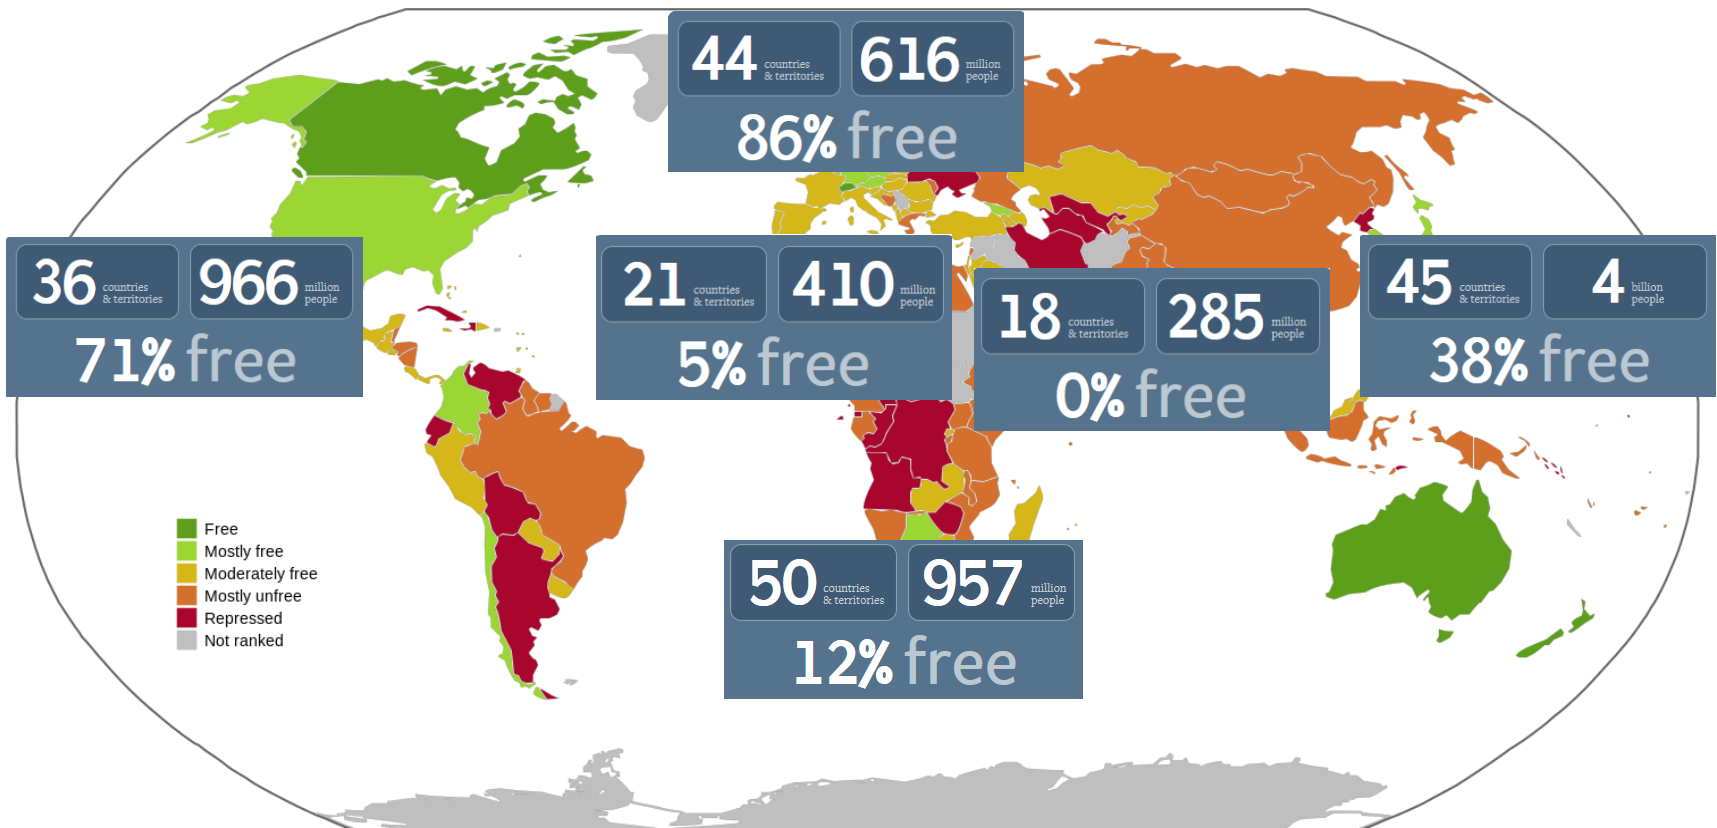 44 countries & territories
616 million people
86% free
36 countries & territories
966 million people
71% free
21 countries & territories
410 million people
5% free
18 countries & territories
285 million people
0% free
45 countries & territories
4 billion people
38% free
50 countries & territories
957 million people
12% free
Free
Mostly free
Moderately free
Mostly unfree
Repressed
Not ranked